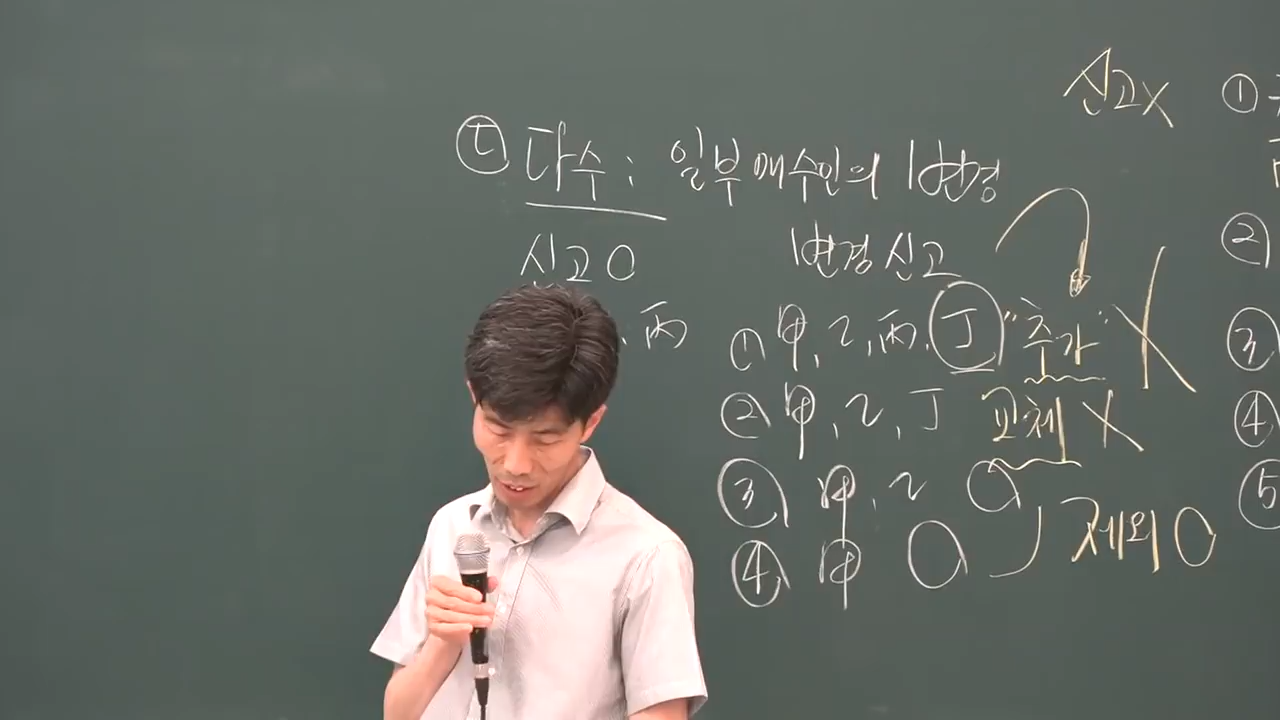 신고X
ⓒ 다수: 일부 매수인의 변경
신고O
변경신고
, 丙
① 甲, 乙, 丙, 丁 "추가" X
② 甲, 乙, 丁 교체 X
③ 甲, 乙 O
④ 甲 O 제외 O
①
②
③
④
⑤